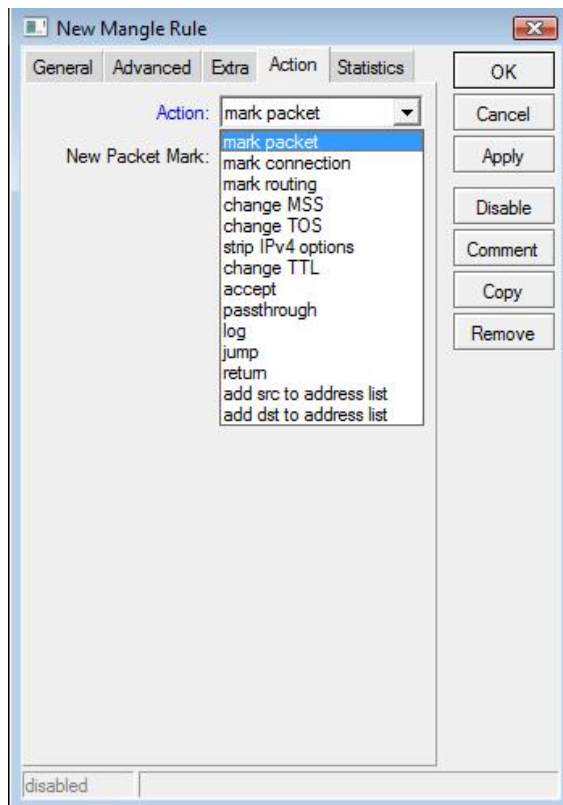 New Mangle Rule
General Advanced Extra Action Statistics
Action: mark packet
New Packet Mark:
mark packet
mark connection
mark routing
change MSS
change TOS
strip IPv4 options
change TTL
accept
passthrough
log
jump
return
add src to address list
add dst to address list
OK
Cancel
Apply
Disable
Comment
Copy
Remove
disabled